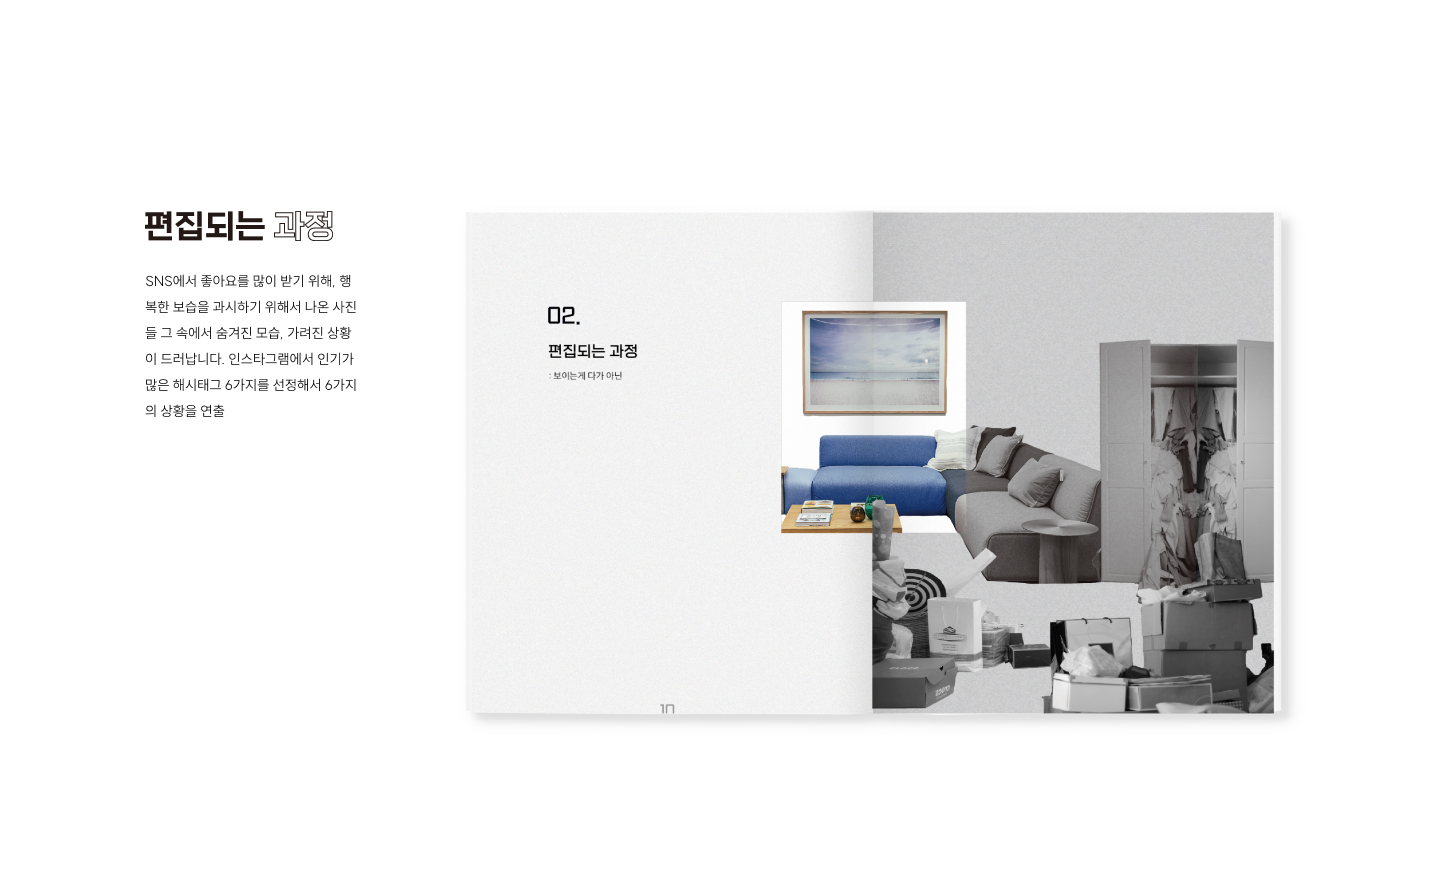 편집되는 과정
SNS에서 좋아요를 많이 받기 위해, 행
복한 보습을 과시하기 위해서 나온 사진
들 그 속에서 숨겨진 모습, 가려진 상황
이 드러납니다. 인스타그램에서 인기가
많은 해시태그 6가지를 선정해서 6가지
의 상황을 연출
02.
편집되는 과정
: 보이는게 다가 아닌
10